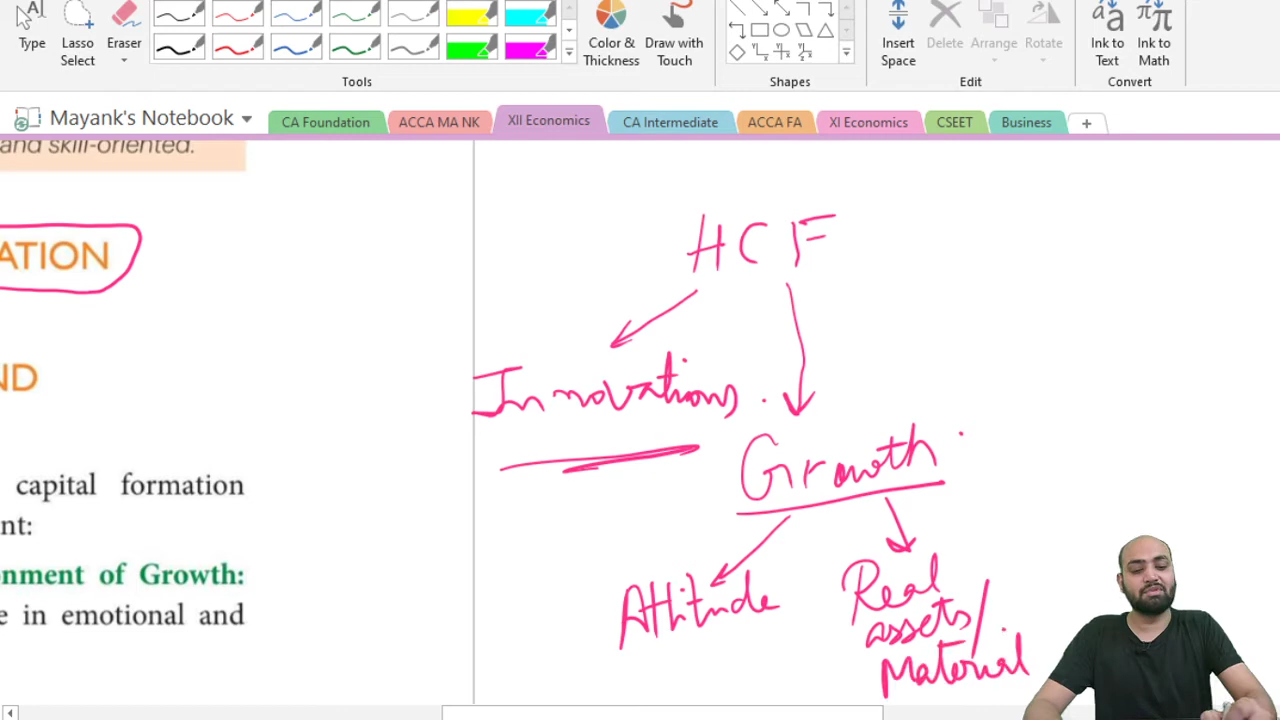 Type
Lasso
Select
Eraser
Color &
Thickness
Draw with
Touch
Insert
Space
Delete
Arrange
Rotate
Ink to
Text
Ink to
Math
Tools
Shapes
Edit
Convert
Mayank's Notebook
CA Foundation
ACCA MA NK
XII Economics
CA Intermediate
ACCA FA
XI Economics
CSEET
Business
and skill-oriented.
ATION
ND
capital formation
nt:
nment of Growth:
e in emotional and
HCF
Innovations.
Growth
Attitude
Real
assets/
Material